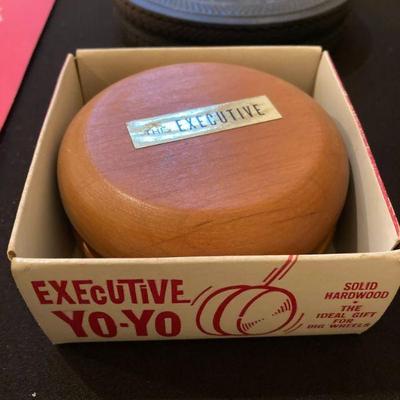 THE EXECUTIVE
EXECUTIVE
YO-YO
SOLID
HARDWOOD •
THE
IDEAL GIFT
FOR
BIG WHEELS